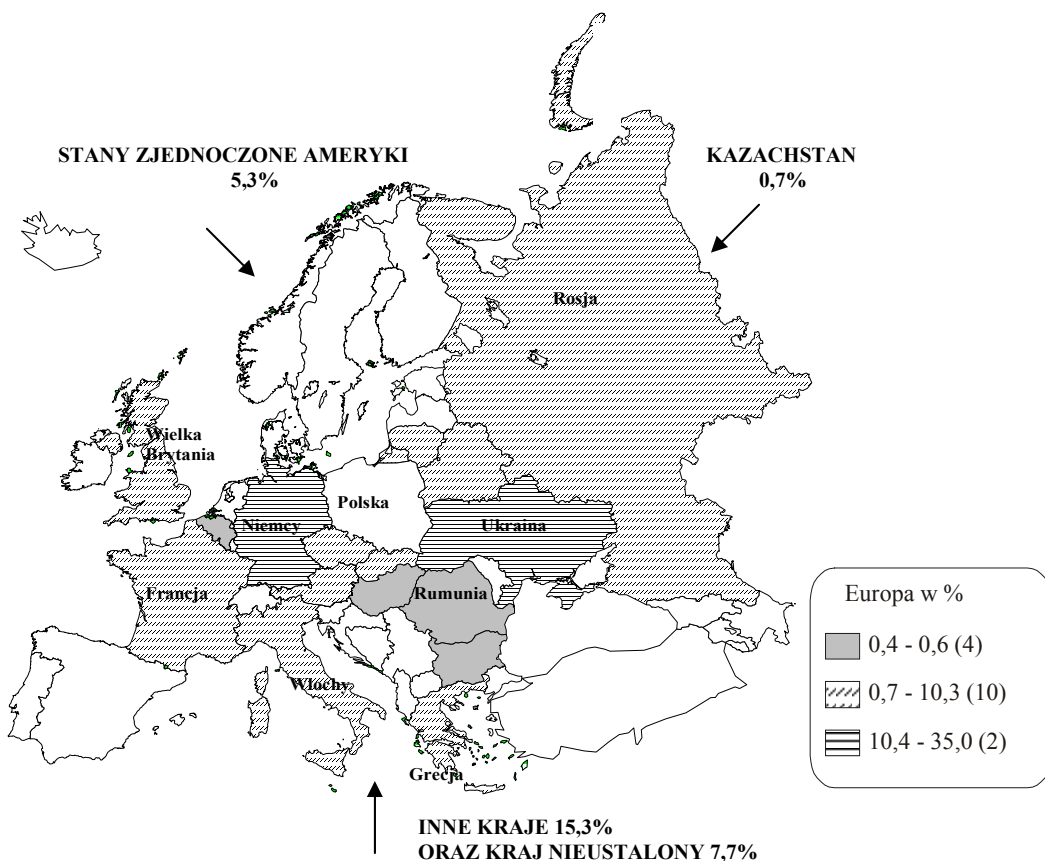 STANY ZJEDNOCZONE AMERYKI
5,3%
KAZACHSTAN
0,7%
Rosja
Wielka
Brytania
Polska
Niemcy
Ukraina
Francja
Rumunia
Włochy
Grecja
Europa w %
0,4 - 0,6 (4)
0,7 - 10,3 (10)
10,4 - 35,0 (2)
INNE KRAJE 15,3%
ORAZ KRAJ NIEUSTALONY 7,7%